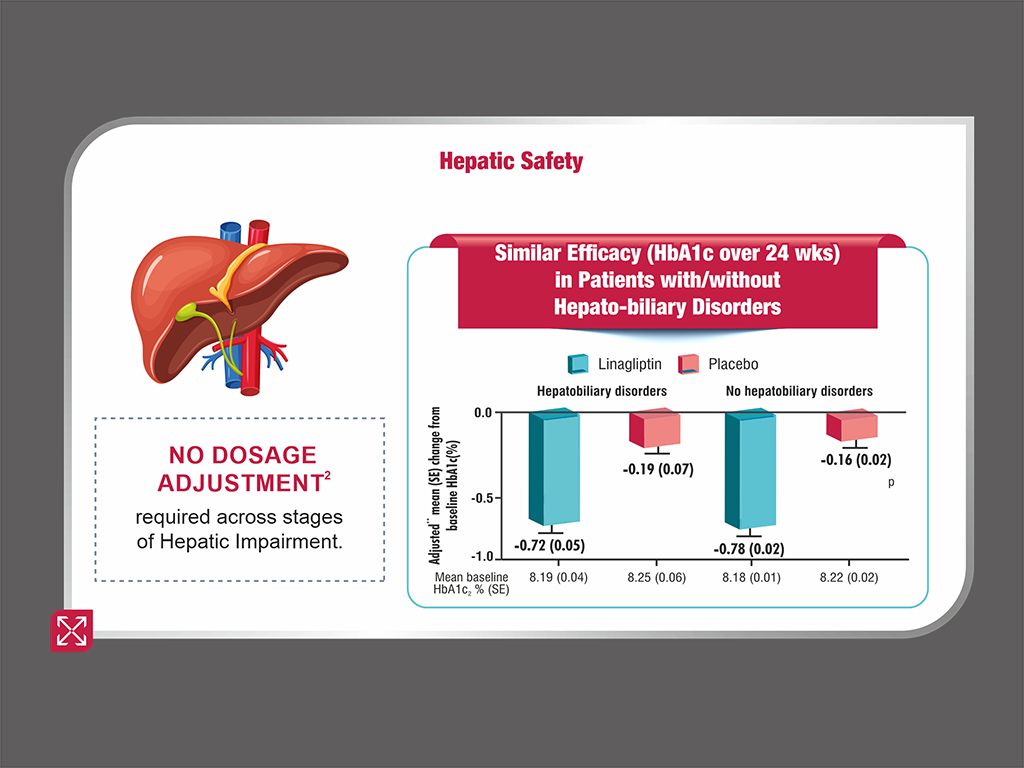 Hepatic Safety
NO DOSAGE
ADJUSTMENT²
required across stages
of Hepatic Impairment.
Similar Efficacy (HbA1c over 24 wks)
in Patients with/without
Hepato-biliary Disorders
Linagliptin
Placebo
Hepatobiliary disorders
No hepatobiliary disorders
Adjusted** mean (SE) change from
baseline HbA1c(%)
0.0
-0.5
-1.0
-0.72 (0.05)
-0.19 (0.07)
-0.78 (0.02)
-0.16 (0.02)
p
Mean baseline
HbA1c₂ % (SE)
8.19 (0.04)
8.25 (0.06)
8.18 (0.01)
8.22 (0.02)